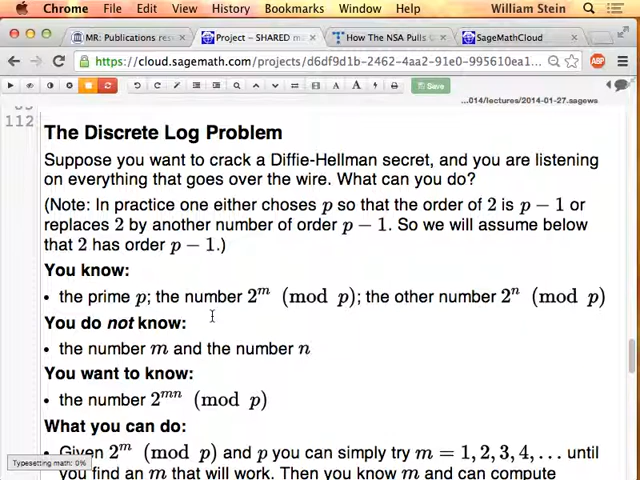 Chrome File Edit View History Bookmarks Window William Stein
MR: Publications res
Project – SHARED m
How The NSA Pulls
SageMathCloud
https://cloud.sagemath.com/projects/d6df9d1b-2462-4aa2-91e0-995610ea1...
Save
...014/lectures/2014-01-27.sagews
112
The Discrete Log Problem
Suppose you want to crack a Diffie-Hellman secret, and you are listening
on everything that goes over the wire. What can you do?
(Note: In practice one either choses p so that the order of 2 is p − 1 or
replaces 2 by another number of order p − 1. So we will assume below
that 2 has order p − 1.)
You know:
• the prime p; the number 2^m (mod p); the other number 2^n (mod p)
You do not know:
• the number m and the number n
You want to know:
• the number 2^{mn} (mod p)
What you can do:
• Given 2^m (mod p) and p you can simply try m = 1, 2, 3, 4, … until
you find an m that will work. Then you know m and can compute
Typesetting math: 0%